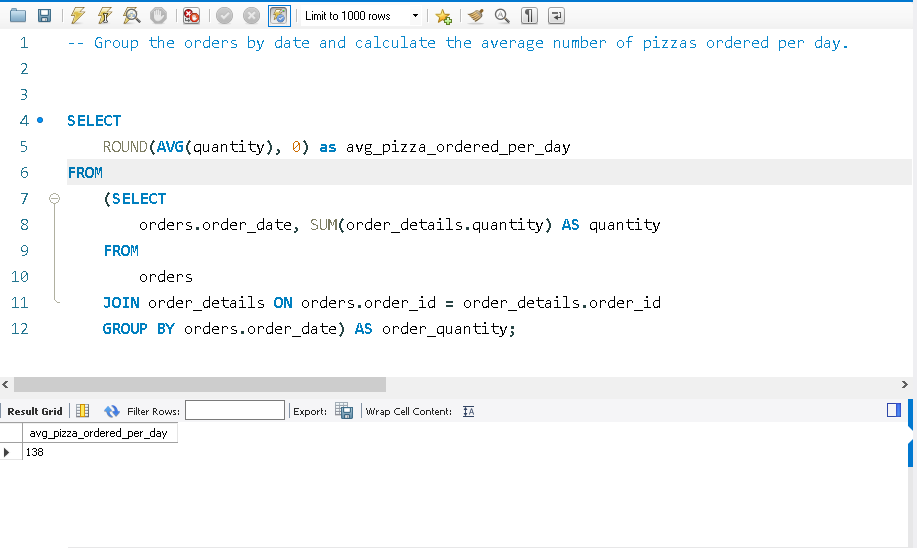 Limit to 1000 rows
1 -- Group the orders by date and calculate the average number of pizzas ordered per day.
2
3
4 SELECT
5 ROUND(AVG(quantity), 0) as avg_pizza_ordered_per_day
6 FROM
7 (SELECT
8 orders.order_date, SUM(order_details.quantity) AS quantity
9 FROM
10 orders
11 JOIN order_details ON orders.order_id = order_details.order_id
12 GROUP BY orders.order_date) AS order_quantity;
Result Grid Filter Rows: Export: Wrap Cell Content:
avg_pizza_ordered_per_day
138